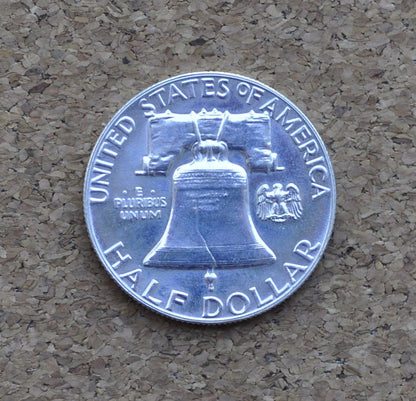 UNITED STATES OF AMERICA
· E ·
PLURIBUS
UNUM
HALF DOLLAR